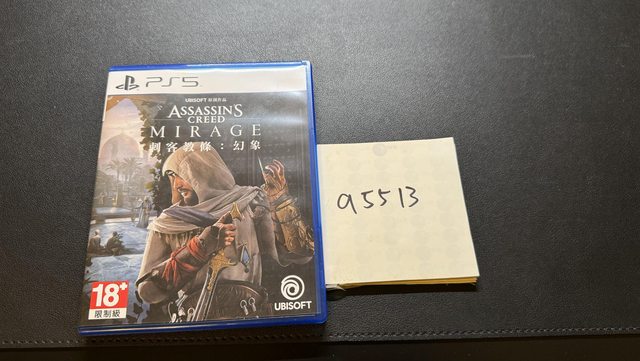 PS5
UBISOFT 原創作品
ASSASSIN'S
CREED
MIRAGE
刺客教條：幻象
18+
限制級
UBISOFT
a5513